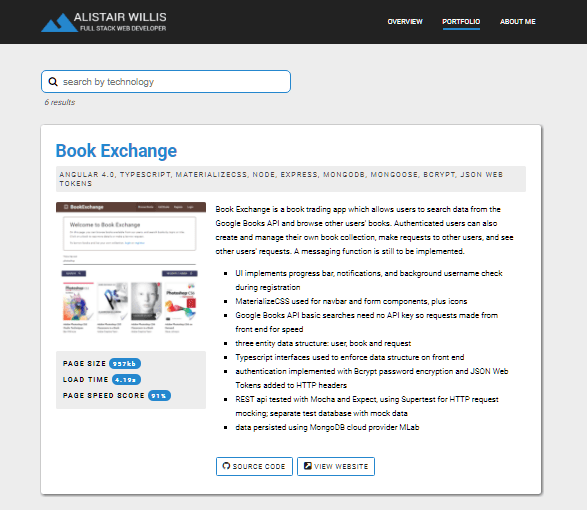 ALISTAIR WILLIS
FULL STACK WEB DEVELOPER
OVERVIEW PORTFOLIO ABOUT ME
search by technology
6 results
Book Exchange
ANGULAR 4.0, TYPESCRIPT, MATERIALIZECSS, NODE, EXPRESS, MONGODB, MONGOOSE, BCRYPT, JSON WEB
TOKENS
BookExchange
Welcome to Book Exchange
Book Exchange is a book trading app which allows users to search data from the
Google Books API and browse other users' books. Authenticated users can also
create and manage their own book collection, make requests to other users, and see
other users' requests. A messaging function is still to be implemented.
UI implements progress bar, notifications, and background username check
during registration
MaterializeCSS used for navbar and form components, plus icons
Google Books API basic searches need no API key so requests made from
front end for speed
three entity data structure: user, book and request
Typescript interfaces used to enforce data structure on front end
authentication implemented with Bcrypt password encryption and JSON Web
Tokens added to HTTP headers
REST api tested with Mocha and Expect, using Supertest for HTTP request
mocking; separate test database with mock data
data persisted using MongoDB cloud provider MLab
PAGE SIZE 957kb
LOAD TIME 4.19s
PAGE SPEED SCORE 91%
SOURCE CODE VIEW WEBSITE